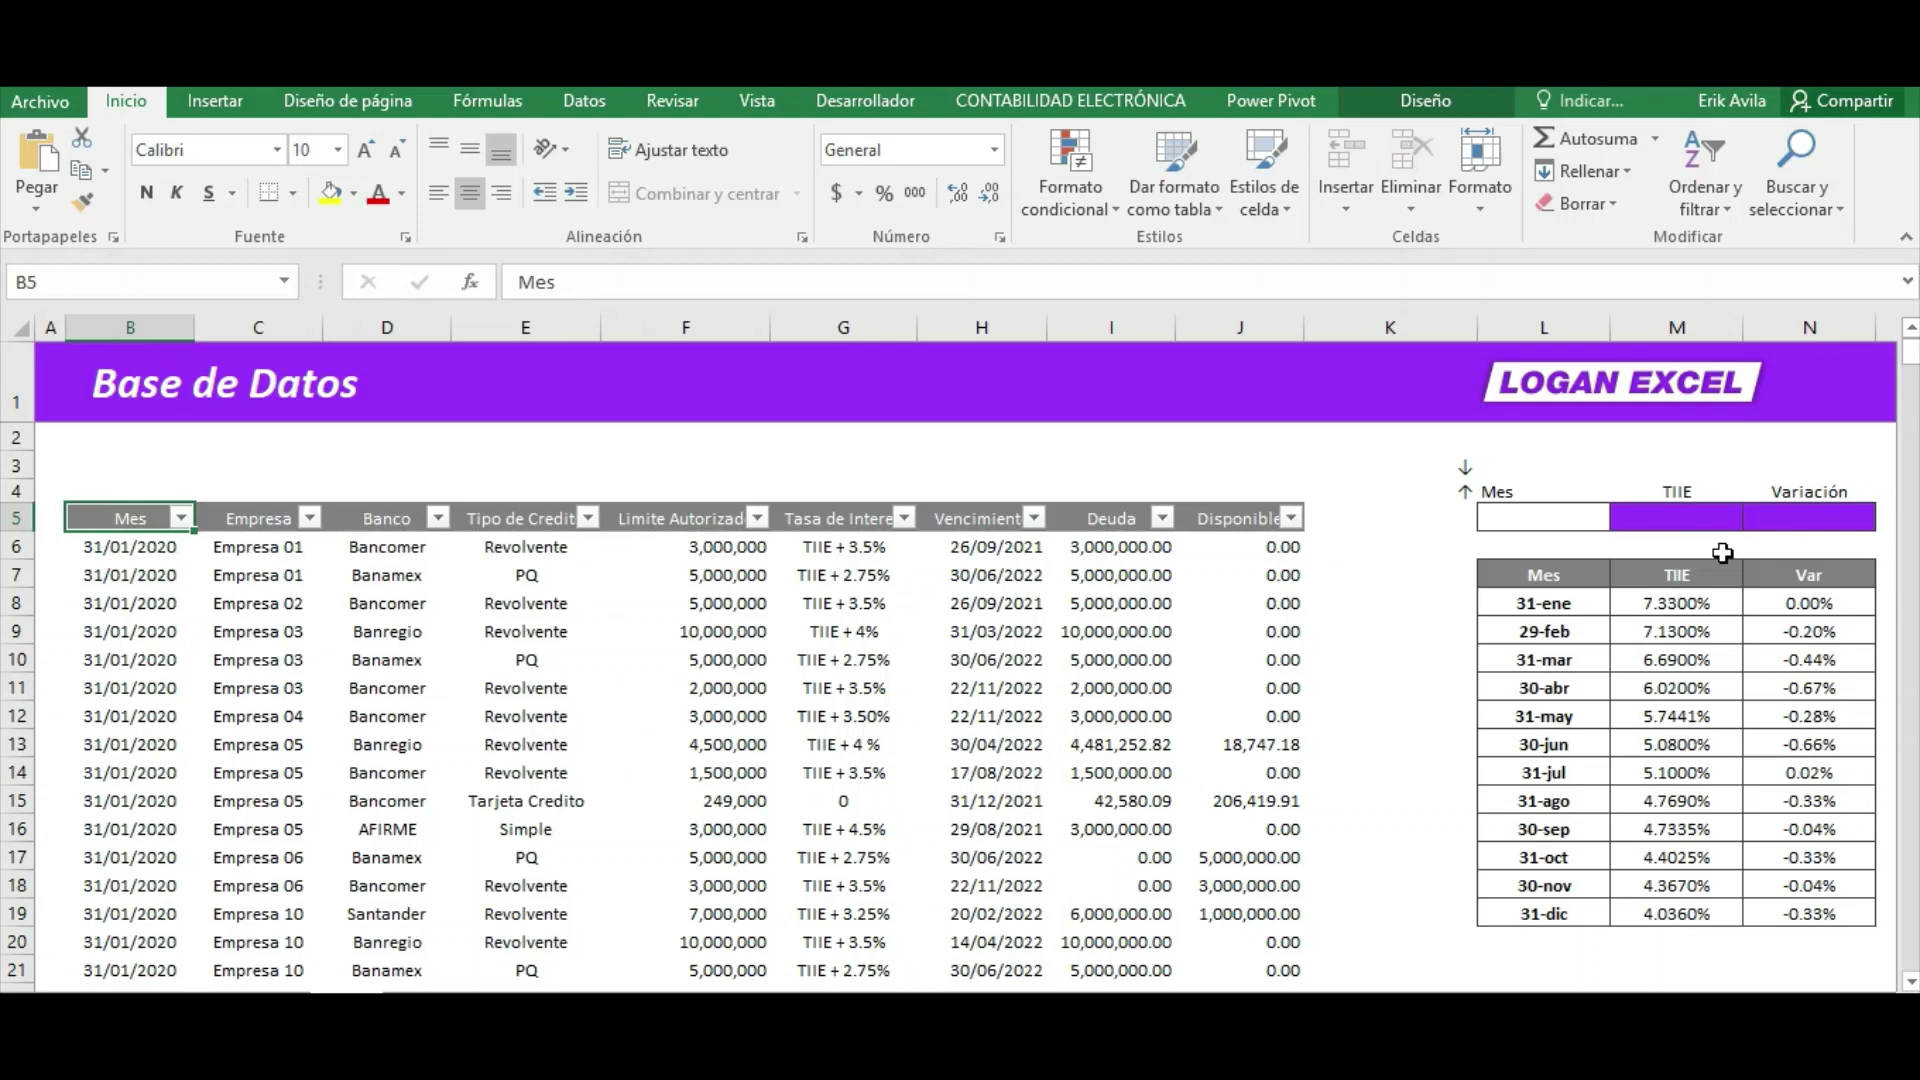 Archivo Inicio Insertar Diseño de página Fórmulas Datos Revisar Vista Desarrollador CONTABILIDAD ELECTRÓNICA Power Pivot Diseño Indicar... Erik Avila Compartir
Pegar
Calibri 10
N K S
Ajustar texto
Combinar y centrar
General
$ % 000
Formato condicional
Dar formato como tabla
Estilos de celda
Insertar Eliminar Formato
Autosuma
Rellenar
Borrar
Ordenar y filtrar
Buscar y seleccionar
Portapapeles Fuente Alineación Número Estilos Celdas Modificar
B5 fx Mes
A B C D E F G H I J K L M N
1 Base de Datos LOGAN EXCEL
2
3 ↓
4 ↑ Mes TIIE Variación
5 Mes Empresa Banco Tipo de Credit Limite Autorizad Tasa de Intere Vencimient Deuda Disponible
6 31/01/2020 Empresa 01 Bancomer Revolvente 3,000,000 TIIE + 3.5% 26/09/2021 3,000,000.00 0.00
7 31/01/2020 Empresa 01 Banamex PQ 5,000,000 TIIE + 2.75% 30/06/2022 5,000,000.00 0.00 Mes TIIE Var
8 31/01/2020 Empresa 02 Bancomer Revolvente 5,000,000 TIIE + 3.5% 26/09/2021 5,000,000.00 0.00 31-ene 7.3300% 0.00%
9 31/01/2020 Empresa 03 Banregio Revolvente 10,000,000 TIIE + 4% 31/03/2022 10,000,000.00 0.00 29-feb 7.1300% -0.20%
10 31/01/2020 Empresa 03 Banamex PQ 5,000,000 TIIE + 2.75% 30/06/2022 5,000,000.00 0.00 31-mar 6.6900% -0.44%
11 31/01/2020 Empresa 03 Bancomer Revolvente 2,000,000 TIIE + 3.5% 22/11/2022 2,000,000.00 0.00 30-abr 6.0200% -0.67%
12 31/01/2020 Empresa 04 Bancomer Revolvente 3,000,000 TIIE + 3.50% 22/11/2022 3,000,000.00 0.00 31-may 5.7441% -0.28%
13 31/01/2020 Empresa 05 Banregio Revolvente 4,500,000 TIIE + 4 % 30/04/2022 4,481,252.82 18,747.18 30-jun 5.0800% -0.66%
14 31/01/2020 Empresa 05 Bancomer Revolvente 1,500,000 TIIE + 3.5% 17/08/2022 1,500,000.00 0.00 31-jul 5.1000% 0.02%
15 31/01/2020 Empresa 05 Bancomer Tarjeta Credito 249,000 0 31/12/2021 42,580.09 206,419.91 31-ago 4.7690% -0.33%
16 31/01/2020 Empresa 05 AFIRME Simple 3,000,000 TIIE + 4.5% 29/08/2021 3,000,000.00 0.00 30-sep 4.7335% -0.04%
17 31/01/2020 Empresa 06 Banamex PQ 5,000,000 TIIE + 2.75% 30/06/2022 0.00 5,000,000.00 31-oct 4.4025% -0.33%
18 31/01/2020 Empresa 06 Bancomer Revolvente 3,000,000 TIIE + 3.5% 22/11/2022 0.00 3,000,000.00 30-nov 4.3670% -0.04%
19 31/01/2020 Empresa 10 Santander Revolvente 7,000,000 TIIE + 3.25% 20/02/2022 6,000,000.00 1,000,000.00 31-dic 4.0360% -0.33%
20 31/01/2020 Empresa 10 Banregio Revolvente 10,000,000 TIIE + 3.5% 14/04/2022 10,000,000.00 0.00
21 31/01/2020 Empresa 10 Banamex PQ 5,000,000 TIIE + 2.75% 30/06/2022 5,000,000.00 0.00